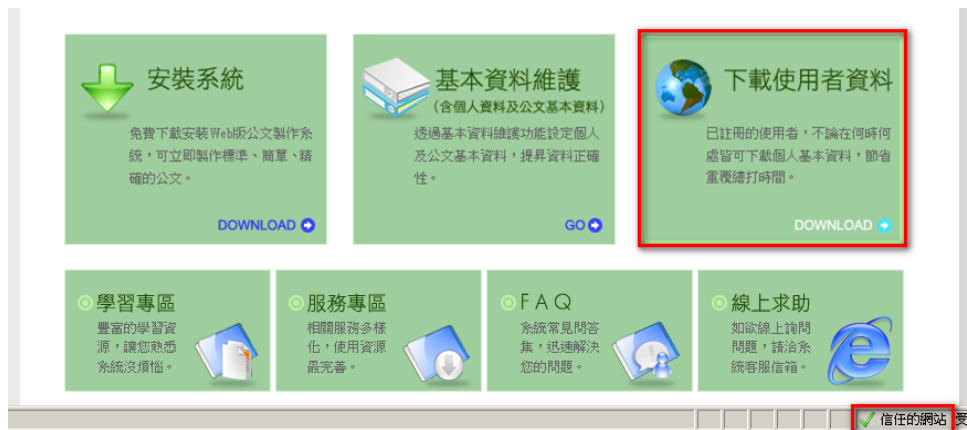 安裝系統
免費下載安裝Web版公文製作系
統，可立即製作標準、簡單、精
確的公文。
DOWNLOAD
基本資料維護
(含個人資料及公文基本資料)
透過基本資料維護功能設定個人
及公文基本資料，提昇資料正確
性。
GO
下載使用者資料
已註冊的使用者，不論在何時何
處皆可下載個人基本資料，節省
重覆繕打時間。
DOWNLOAD
學習專區
豐富的學習資
源，讓您熟悉
系統沒煩惱。
服務專區
相關服務多樣
化，使用資源
最完善。
FAQ
系統常見問答
集，迅速解決
您的問題。
線上求助
如欲線上詢問
問題，請洽系
統客服信箱。
信任的網站 受